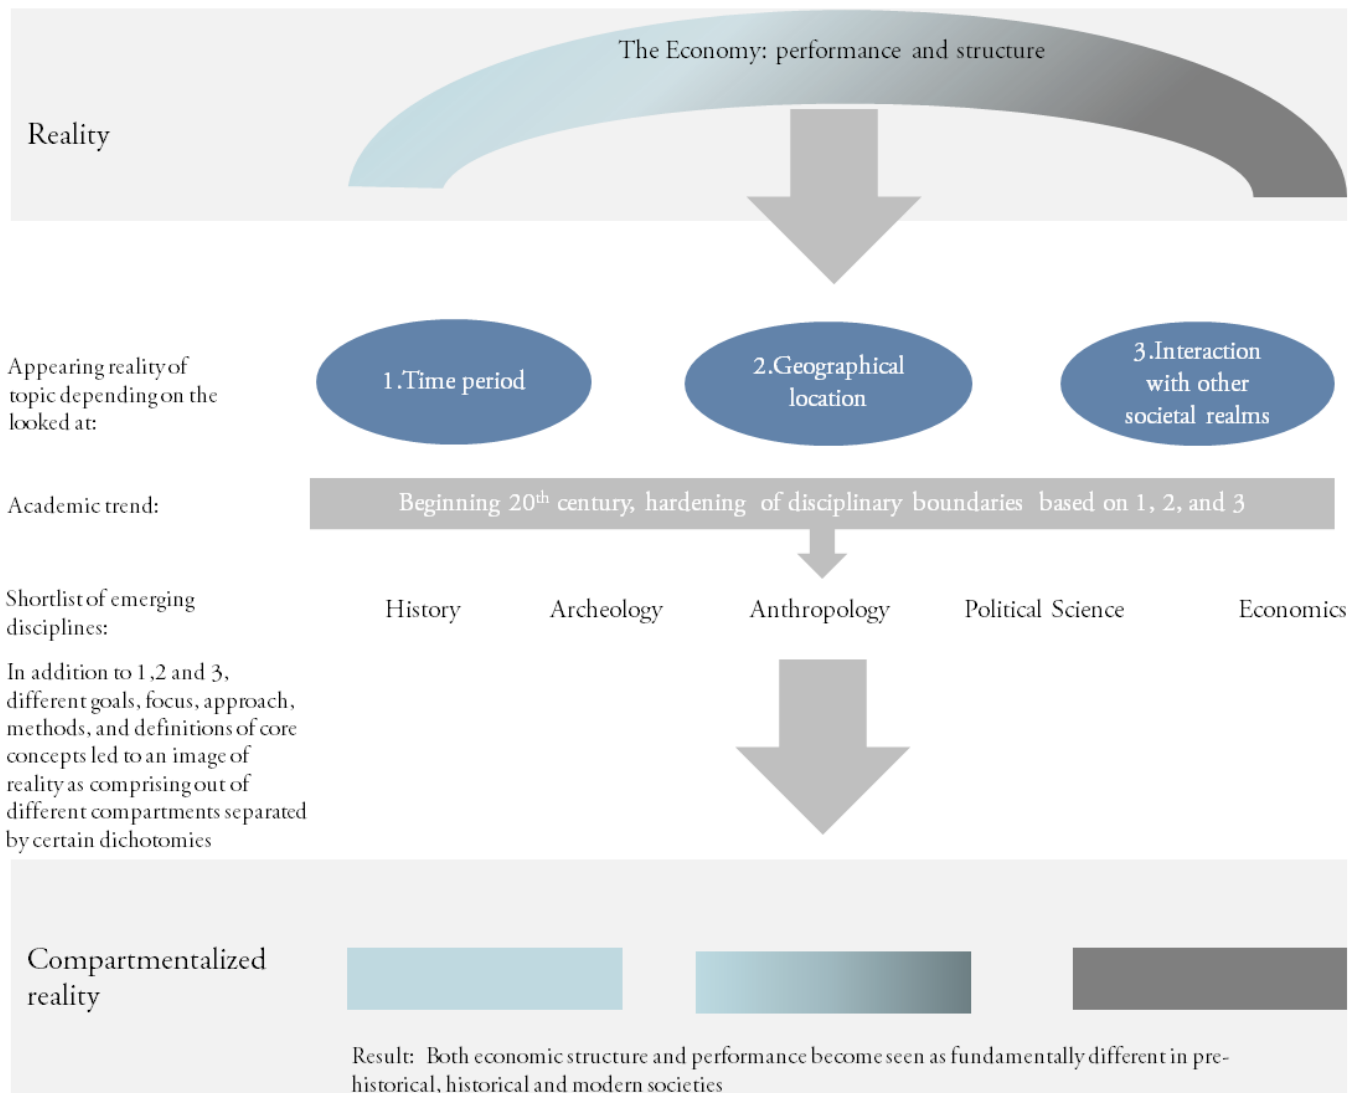 The Economy: performance and structure
Reality
Appearing reality of
topic depending on the
looked at:
1.Time period
2.Geographical
location
3.Interaction
with other
societal realms
Academic trend:
Beginning 20th century, hardening of disciplinary boundaries based on 1, 2, and 3
Shortlist of emerging
disciplines:
History
Archeology
Anthropology
Political Science
Economics
In addition to 1,2 and 3,
different goals, focus, approach,
methods, and definitions of core
concepts led to an image of
reality as comprising out of
different compartments separated
by certain dichotomies
Compartmentalized
reality
Result: Both economic structure and performance become seen as fundamentally different in pre-
historical, historical and modern societies